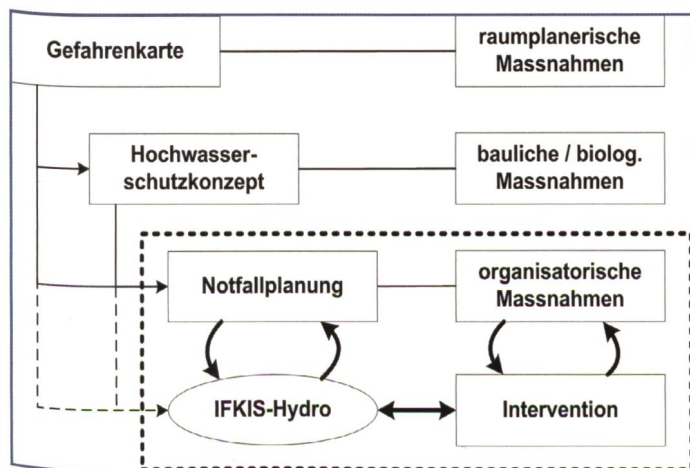 Gefahrenkarte
raumplanerische
Massnahmen
Hochwasser-
schutzkonzept
bauliche / biolog.
Massnahmen
Notfallplanung
organisatorische
Massnahmen
IFKIS-Hydro
Intervention